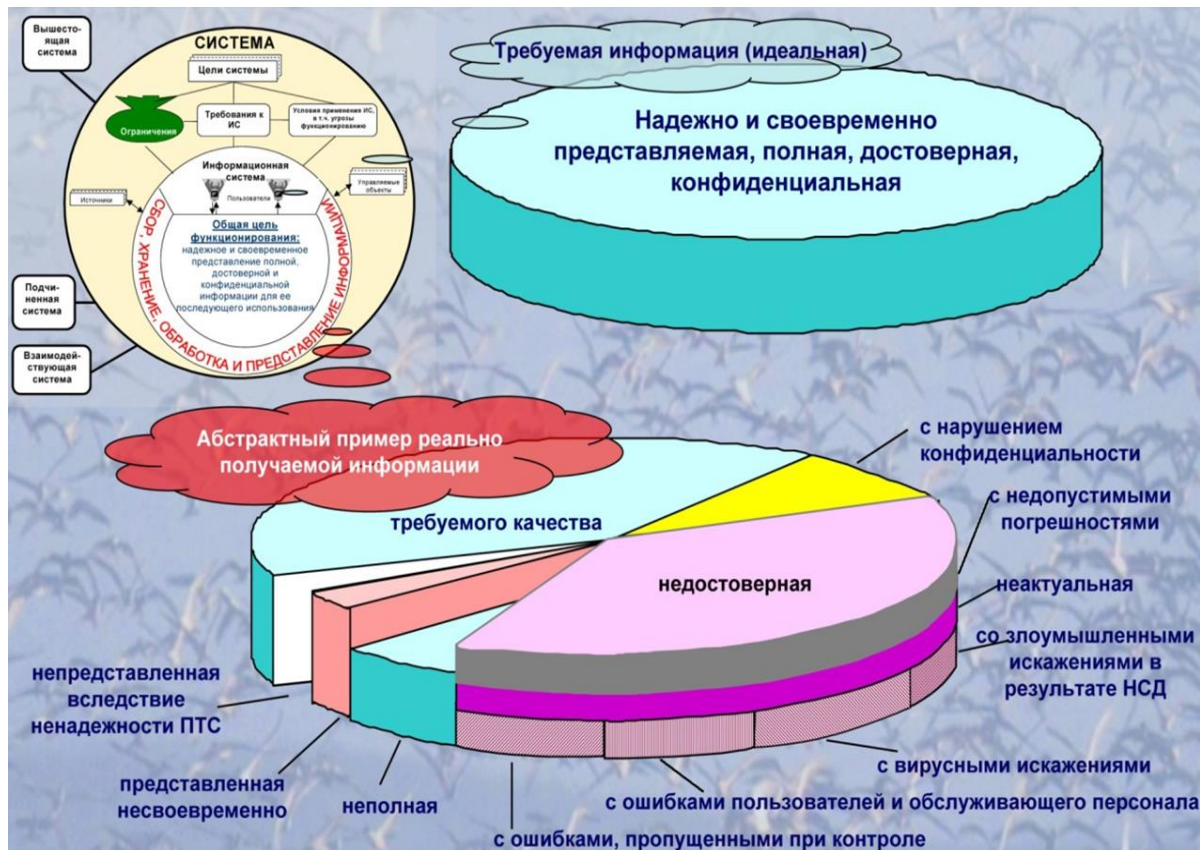 Вышесто-
ящая
система
СИСТЕМА
Цели системы
Ограничения
Требования к
ИС
Условия применения ИС,
в т.ч. угрозы
функционированию
Информационная
система
Пользователи
Источники
Управляемые
объекты
Общая цель
функционирования:
надежное и своевременное
представление полной,
достоверной и
конфиденциальной
информации для ее
последующего использования
СБОР, ХРАНЕНИЕ, ОБРАБОТКА И ПРЕДСТАВЛЕНИЕ ИНФОРМАЦИИ
Подчи-
ненная
система
Взаимодей-
ствующая
система
Требуемая информация (идеальная)
Надежно и своевременно
представляемая, полная, достоверная,
конфиденциальная
Абстрактный пример реально
получаемой информации
требуемого качества
с нарушением
конфиденциальности
с недопустимыми
погрешностями
недостоверная
неактуальная
со злоумышленными
искажениями в
результате НСД
непредставленная
вследствие
ненадежности ПТС
представленная
несвоевременно
неполная
с вирусными искажениями
с ошибками пользователей и обслуживающего персонала
с ошибками, пропущенными при контроле